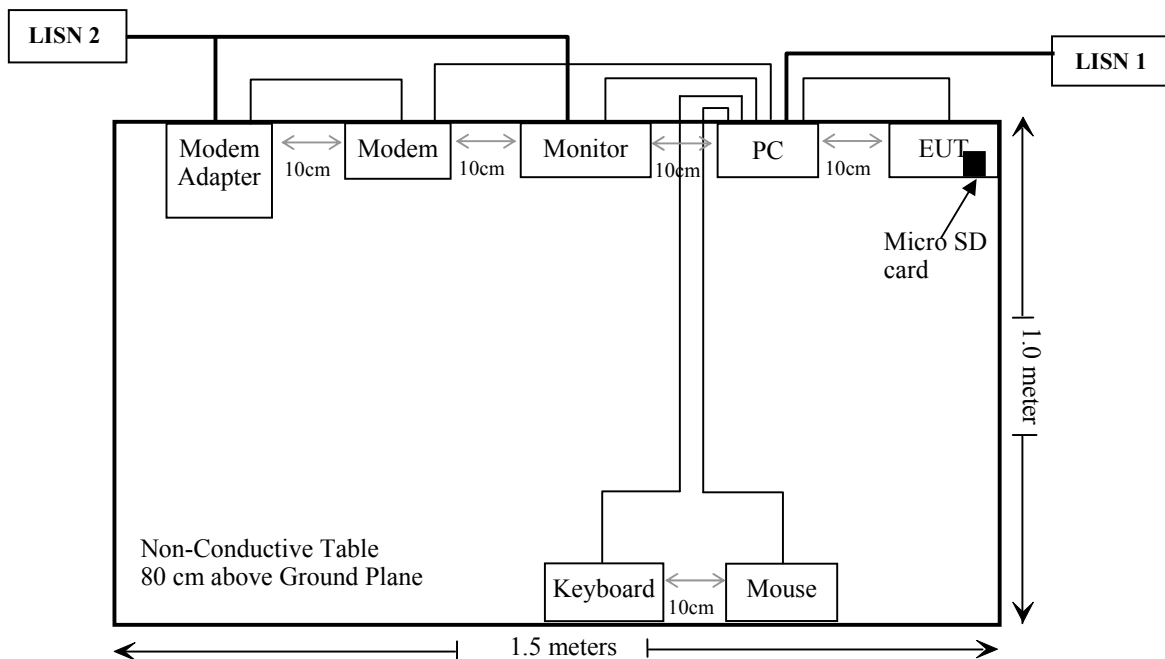 LISN 2
LISN 1
Modem
Adapter
10cm
Modem
10cm
Monitor
10cm
PC
10cm
EUT
Micro SD
card
1.0 meter
Non-Conductive Table
80 cm above Ground Plane
Keyboard
10cm
Mouse
1.5 meters